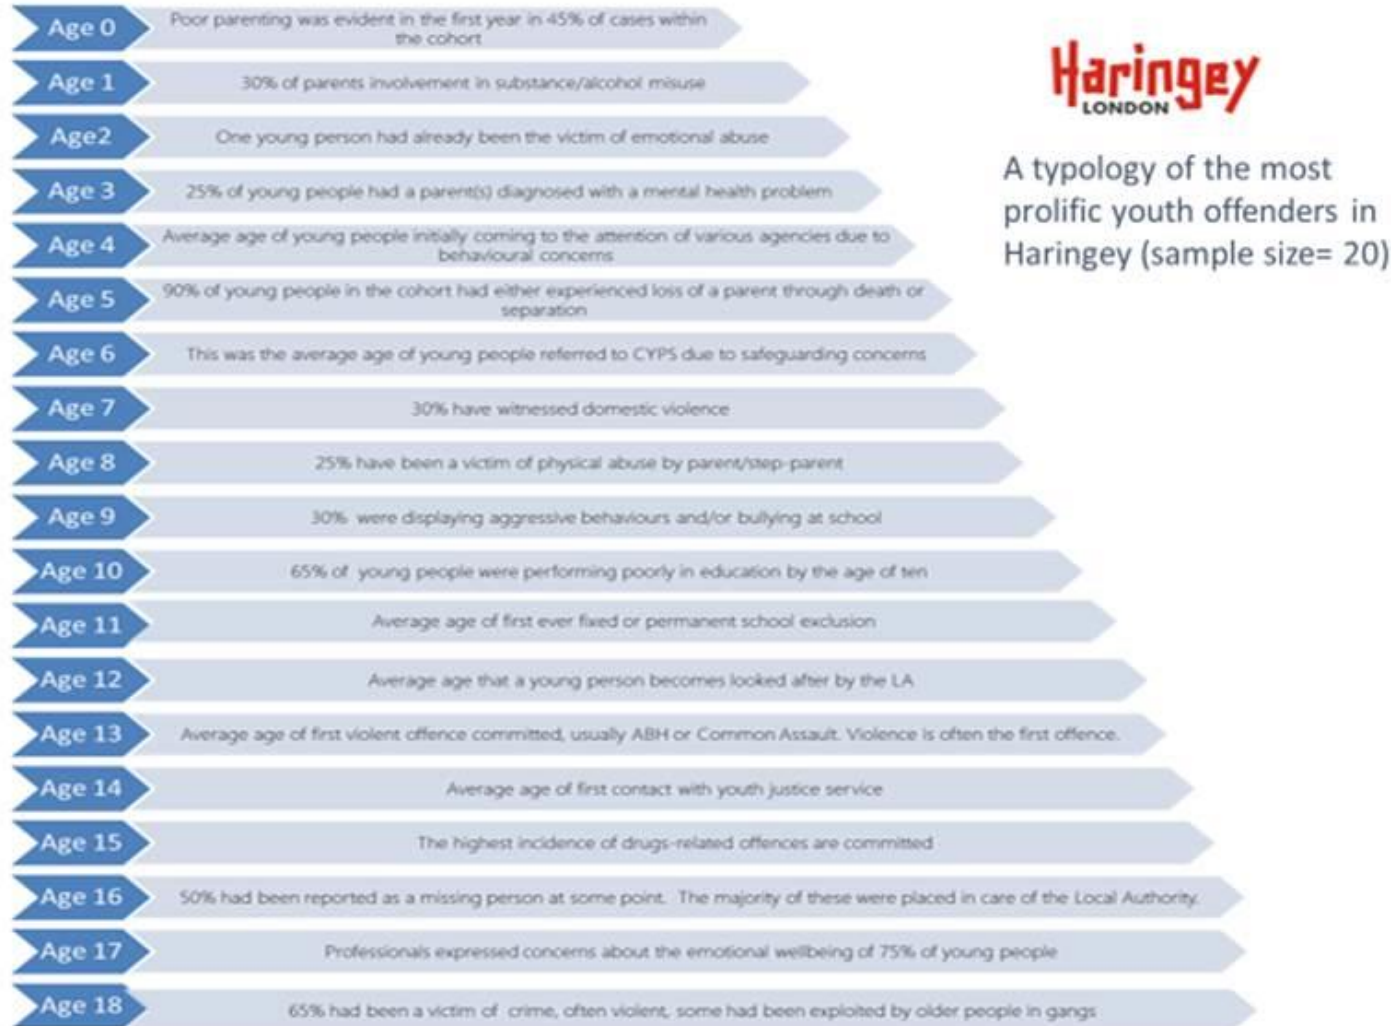 Age 0
Poor parenting was evident in the first year in 45% of cases within
the cohort
Age 1
30% of parents involvement in substance/alcohol misuse
Age2
One young person had already been the victim of emotional abuse
Age 3
25% of young people had a parent(s) diagnosed with a mental health problem
Age 4
Average age of young people initially coming to the attention of various agencies due to
behavioural concerns
Age 5
90% of young people in the cohort had either experienced loss of a parent through death or
separation
Age 6
This was the average age of young people referred to CYPS due to safeguarding concerns
Age 7
30% have witnessed domestic violence
Age 8
25% have been a victim of physical abuse by parent/step-parent
Age 9
30% were displaying aggressive behaviours and/or bullying at school
Age 10
65% of young people were performing poorly in education by the age of ten
Age 11
Average age of first ever fixed or permanent school exclusion
Age 12
Average age that a young person becomes looked after by the LA
Age 13
Average age of first violent offence committed, usually ABH or Common Assault. Violence is often the first offence.
Age 14
Average age of first contact with youth justice service
Age 15
The highest incidence of drugs-related offences are committed
Age 16
50% had been reported as a missing person at some point. The majority of these were placed in care of the Local Authority.
Age 17
Professionals expressed concerns about the emotional wellbeing of 75% of young people
Age 18
65% had been a victim of crime, often violent, some had been exploited by older people in gangs
Haringey
LONDON
A typology of the most
prolific youth offenders in
Haringey (sample size= 20)